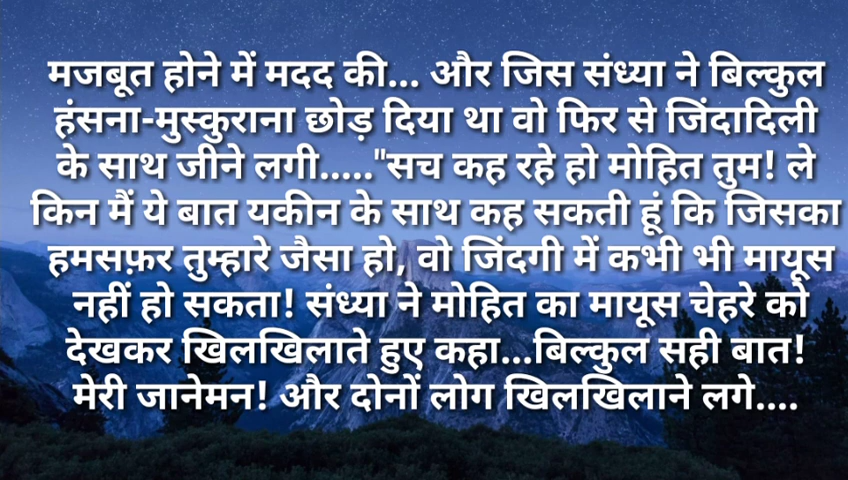 मजबूत होने में मदद की... और जिस संध्या ने बिल्कुल
हंसना-मुस्कुराना छोड़ दिया था वो फिर से जिंदादिली
के साथ जीने लगी....."सच कह रहे हो मोहित तुम! ले
किन मैं ये बात यकीन के साथ कह सकती हूं कि जिसका
हमसफ़र तुम्हारे जैसा हो, वो जिंदगी में कभी भी मायूस
नहीं हो सकता! संध्या ने मोहित का मायूस चेहरे को
देखकर खिलखिलाते हुए कहा...बिल्कुल सही बात!
मेरी जानेमन! और दोनों लोग खिलखिलाने लगे....